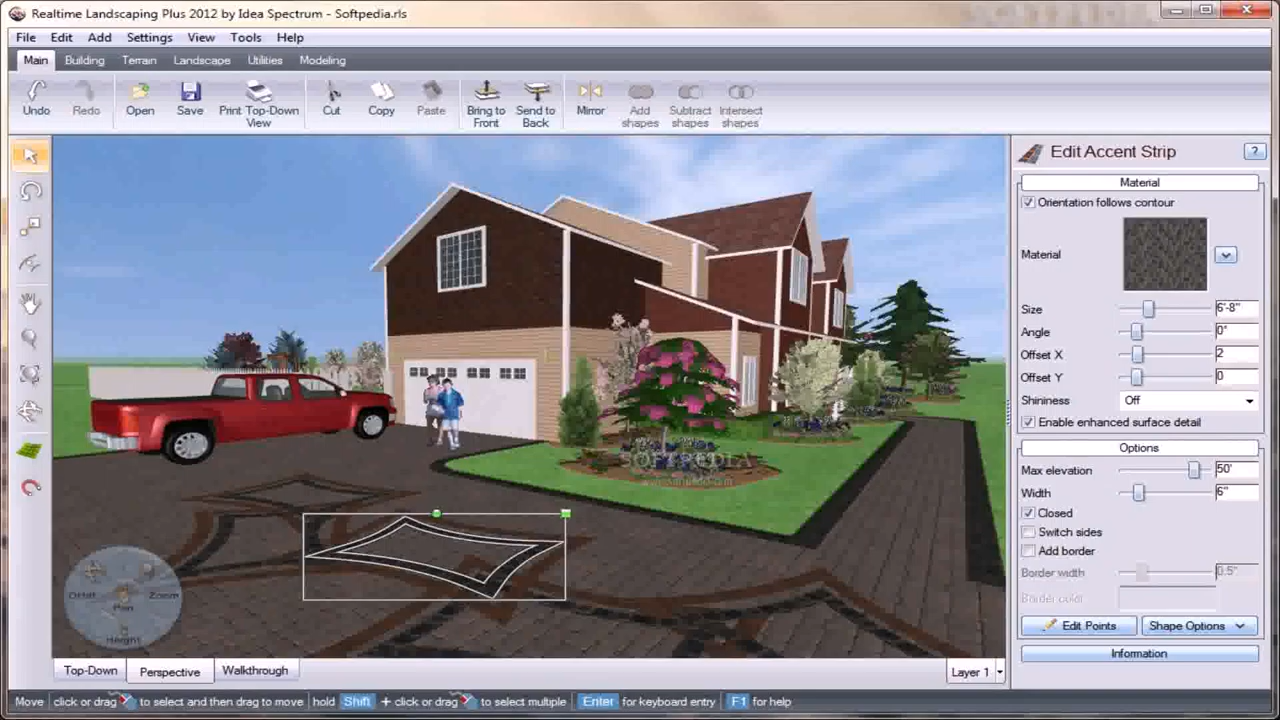 Realtime Landscaping Plus 2012 by Idea Spectrum - Softpedia.rls
File Edit Add Settings View Tools Help
Main Building Terrain Landscape Utilities Modeling
Undo Redo Open Save Print Top-Down View Cut Copy Paste Bring to Front Send to Back Mirror Add shapes Subtract shapes Intersect shapes
Edit Accent Strip ?
Material
Orientation follows contour
Material
Size 6'-8"
Angle 0°
Offset X 2
Offset Y 0
Shininess Off
Enable enhanced surface detail
Options
Max elevation 50'
Width 6"
Closed
Switch sides
Add border
Border width 0.5"
Border color
Edit Points Shape Options
Information
SOFTPEDIA
www.softpedia.com
Orbit Pan Zoom
Height
Top-Down Perspective Walkthrough Layer 1
Move click or drag to select and then drag to move hold Shift + click or drag to select multiple Enter for keyboard entry F1 for help